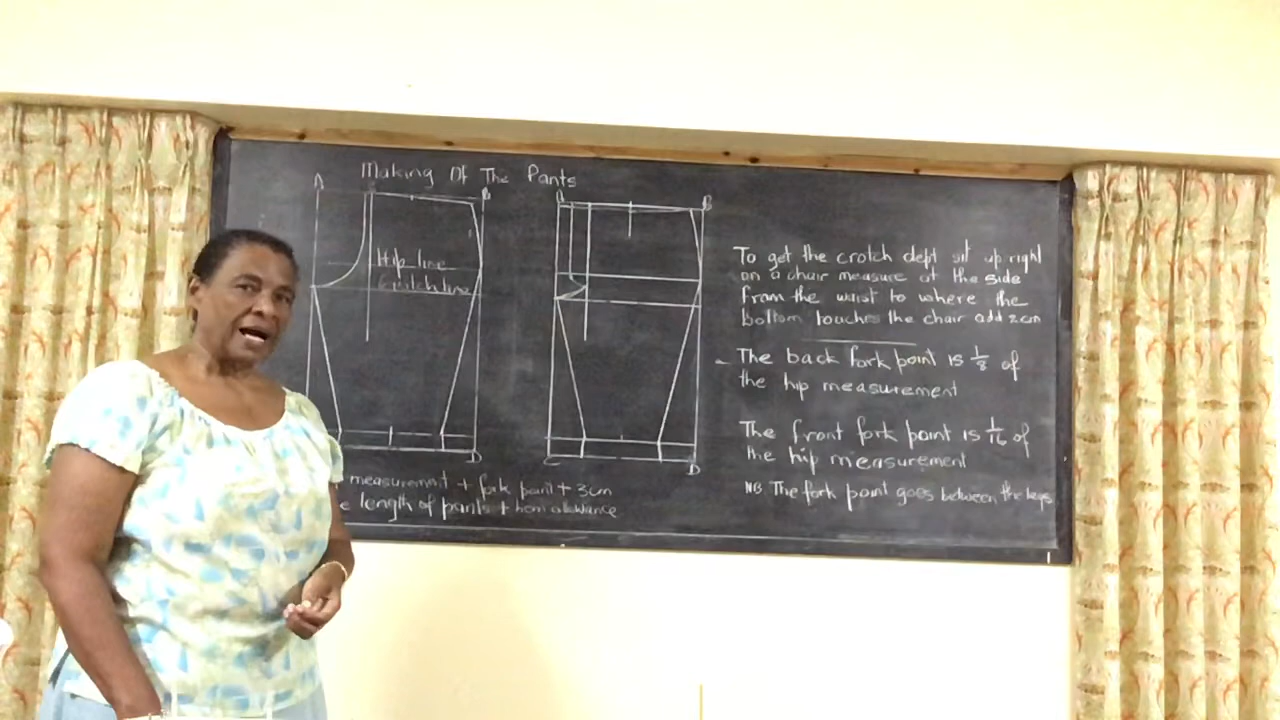 Making Of The Pants
A
B
A
B
Hip line
Crotch line
D
C
D
measuremnt + fork point + 3cm
e length of pants + hem allowance
To get the crotch dept sit up right
on a chair measure at the side
from the waist to where the
bottom touches the chair add 2cm
- The back fork point is 1/8 of
the hip measurement
The front fork point is 1/16 of
the hip measurement
NB. The fork point goes between the legs